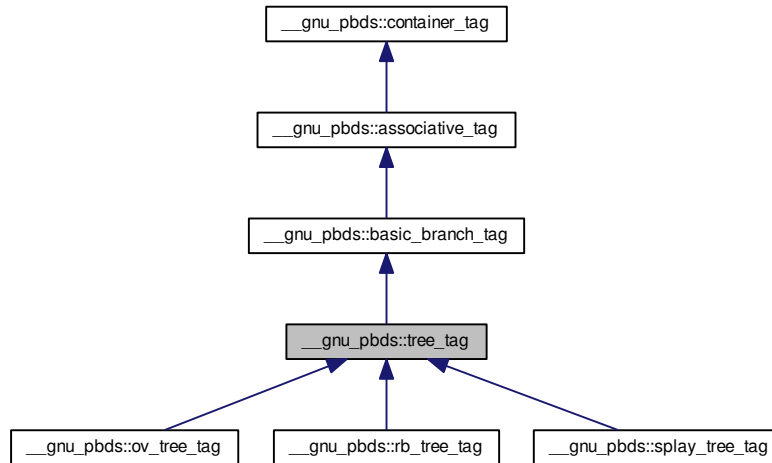 __gnu_pbds::container_tag
__gnu_pbds::associative_tag
__gnu_pbds::basic_branch_tag
__gnu_pbds::tree_tag
__gnu_pbds::ov_tree_tag
__gnu_pbds::rb_tree_tag
__gnu_pbds::splay_tree_tag